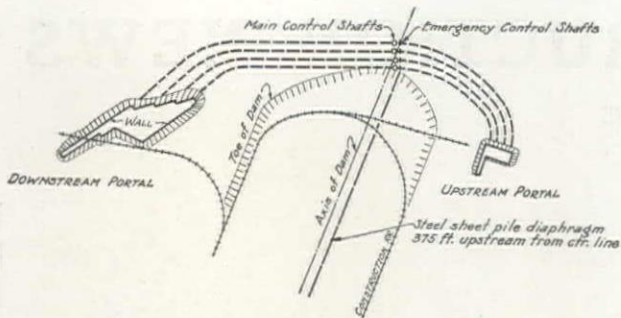 Main Control Shafts
Emergency Control Shafts
WALL
Toe of Dam
DOWNSTREAM PORTAL
UPSTREAM PORTAL
Axis of Dam
Steel sheet pile diaphragm
375 ft. upstream from ctr. line
CONSTRUCTION RY.